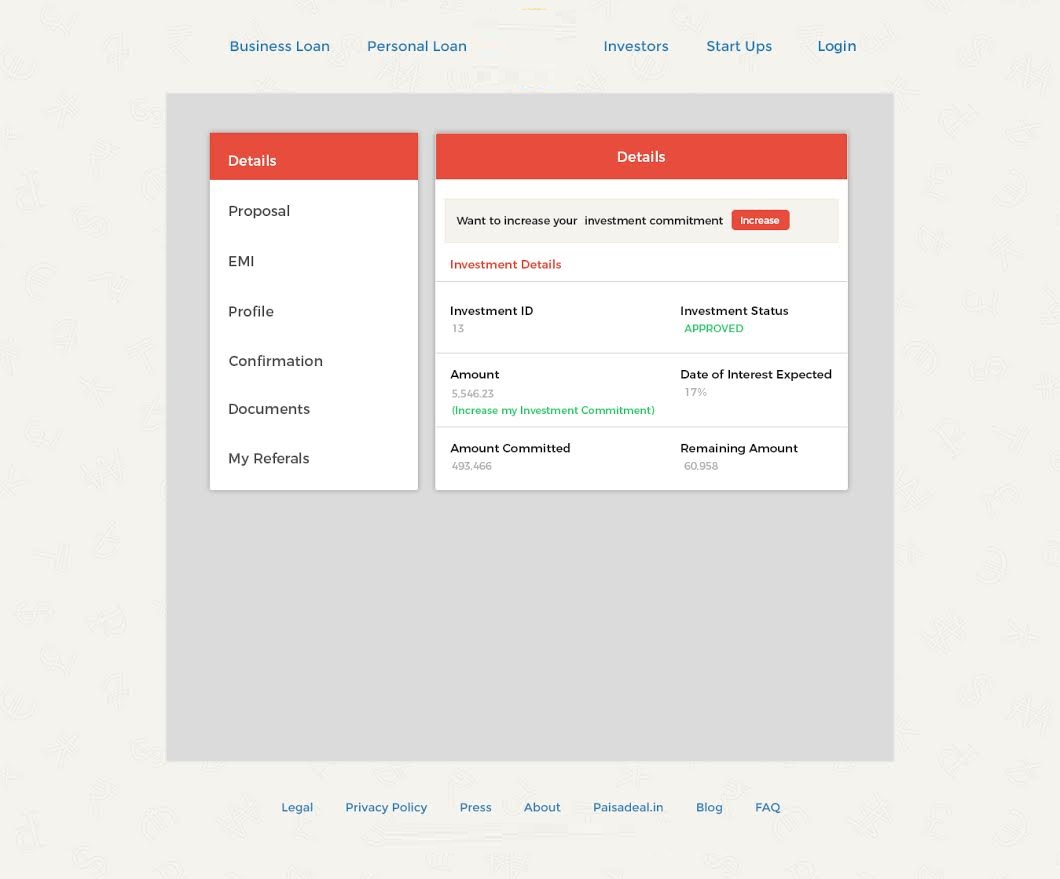 Business Loan
Personal Loan
Investors
Start Ups
Login
Details
Proposal
EMI
Profile
Confirmation
Documents
My Referals
Details
Want to increase your investment commitment
Increase
Investment Details
Investment ID
13
Investment Status
APPROVED
Amount
5,546.23
(Increase my Investment Commitment)
Date of Interest Expected
17%
Amount Committed
493,466
Remaining Amount
60,958
Legal
Privacy Policy
Press
About
Paisadeal.in
Blog
FAQ